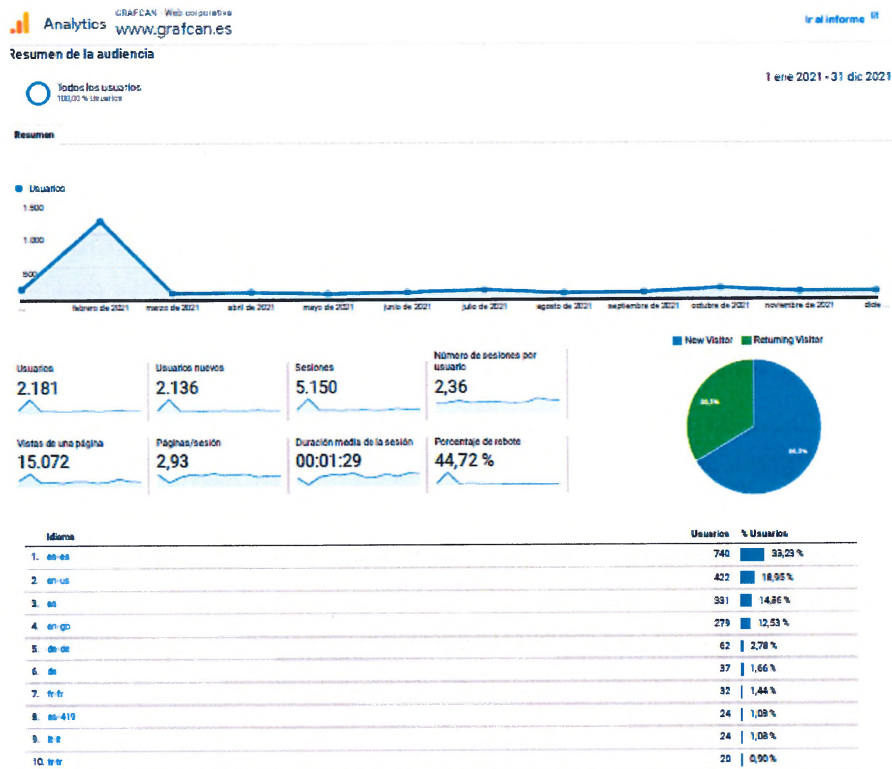 GRAFCAN - Web corporativa
Analytics www.grafcan.es
Ir al informe
Resumen de la audiencia
1 ene 2021 - 31 dic 2021
Todos los usuarios
100,00 % Usuarios
Resumen
Usuarios
1.500
1.000
500
... febrero de 2021 marzo de 2021 abril de 2021 mayo de 2021 junio de 2021 julio de 2021 agosto de 2021 septiembre de 2021 octubre de 2021 noviembre de 2021 dicie...
New Visitor Returning Visitor
Usuarios
2.181
Usuarios nuevos
2.136
Sesiones
5.150
Número de sesiones por usuario
2,36
Vistas de una página
15.072
Páginas/sesión
2,93
Duración media de la sesión
00:01:29
Porcentaje de rebote
44,72 %
Idioma Usuarios % Usuarios
1. es-es 740 33,23 %
2. en-us 422 18,95 %
3. es 331 14,86 %
4. en-gb 279 12,53 %
5. de-de 62 2,78 %
6. de 37 1,66 %
7. fr-fr 32 1,44 %
8. es-419 24 1,08 %
9. it-it 24 1,08 %
10. 20 0,90 %